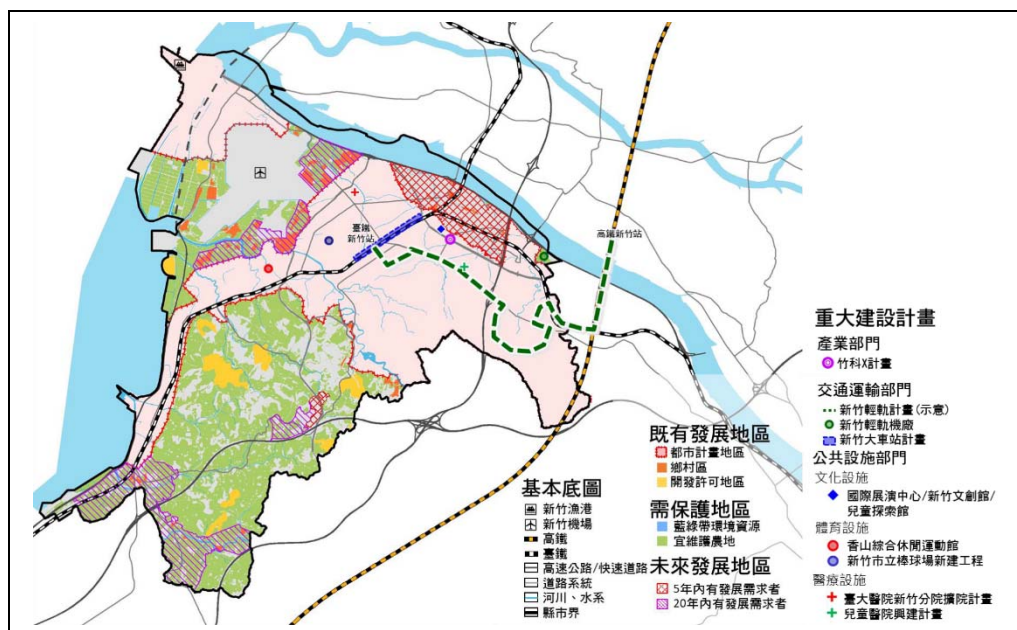 臺鐵
新竹站
高鐵新竹站
基本底圖
新竹漁港
新竹機場
高鐵
臺鐵
高速公路/快速道路
道路系統
河川、水系
縣市界
既有發展地區
都市計畫地區
鄉村區
開發許可地區
需保護地區
藍綠帶環境資源
宜維護農地
未來發展地區
5年內有發展需求者
20年內有發展需求者
重大建設計畫
產業部門
竹科X計畫
交通運輸部門
新竹輕軌計畫(示意)
新竹輕軌機廠
新竹大車站計畫
公共設施部門
文化設施
國際展演中心/新竹文創館/
兒童探索館
體育設施
香山綜合休閒運動館
新竹市立棒球場新建工程
醫療設施
臺大醫院新竹分院擴院計畫
兒童醫院興建計畫